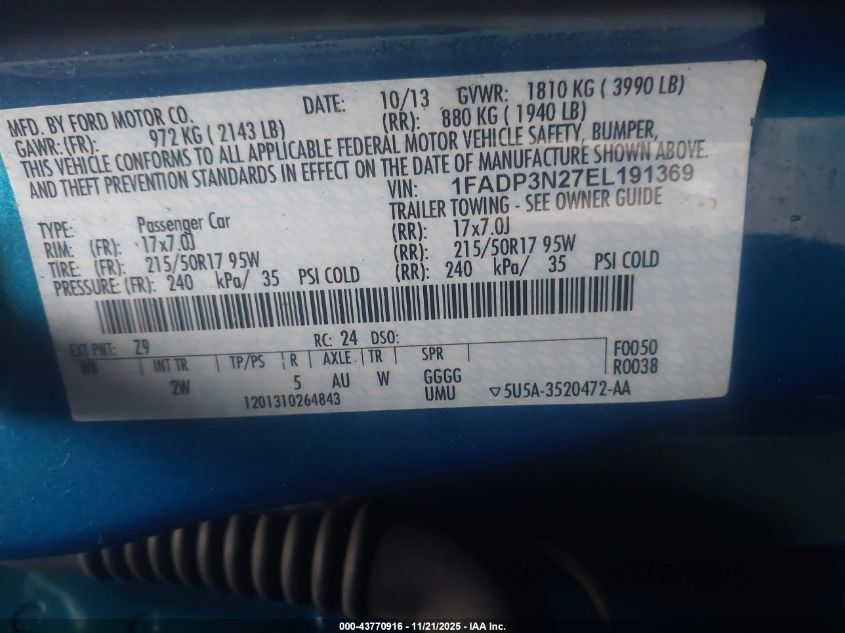 MFD. BY FORD MOTOR CO. DATE: 10/13 GVWR: 1810 KG ( 3990 LB)
GAWR: (FR): 972 KG ( 2143 LB) (RR): 880 KG ( 1940 LB)
THIS VEHICLE CONFORMS TO ALL APPLICABLE FEDERAL MOTOR VEHICLE SAFETY, BUMPER,
AND THEFT PREVENTION STANDARDS IN EFFECT ON THE DATE OF MANUFACTURE SHOWN ABOVE.
VIN: 1FADP3N27EL191369
TYPE: Passenger Car TRAILER TOWING - SEE OWNER GUIDE
RIM: (FR): 17x7.0J (RR): 17x7.0J
TIRE: (FR): 215/50R17 95W (RR): 215/50R17 95W
PRESSURE: (FR): 240 kPa/ 35 PSI COLD (RR): 240 kPa/ 35 PSI COLD
EXT PNT: Z9 RC: 24 DSO:
WB INT TR TP/PS R AXLE TR SPR F0050
2W 5 AU W GGGG R0038
1201310264843 UMU ▽ 5U5A-3520472-AA
000-43770916 - 11/21/2025 - IAA Inc.